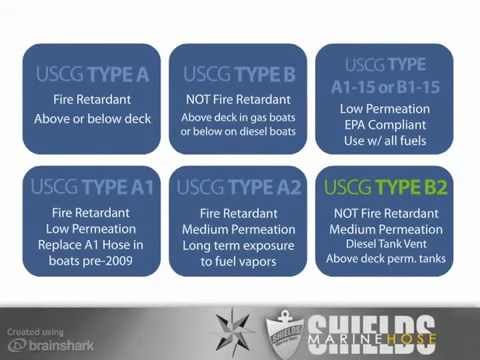 USCG TYPE A
Fire Retardant
Above or below deck
USCG TYPE B
NOT Fire Retardant
Above deck in gas boats
or below on diesel boats
USCG TYPE
A1-15 or B1-15
Low Permeation
EPA Compliant
Use w/ all fuels
USCG TYPE A1
Fire Retardant
Low Permeation
Replace A1 Hose in
boats pre-2009
USCG TYPE A2
Fire Retardant
Medium Permeation
Long term exposure
to fuel vapors
USCG TYPE B2
NOT Fire Retardant
Medium Permeation
Diesel Tank Vent
Above deck perm. tanks
Created using
brainshark
SHIELDS
SHIELDS
MARINE HOSE